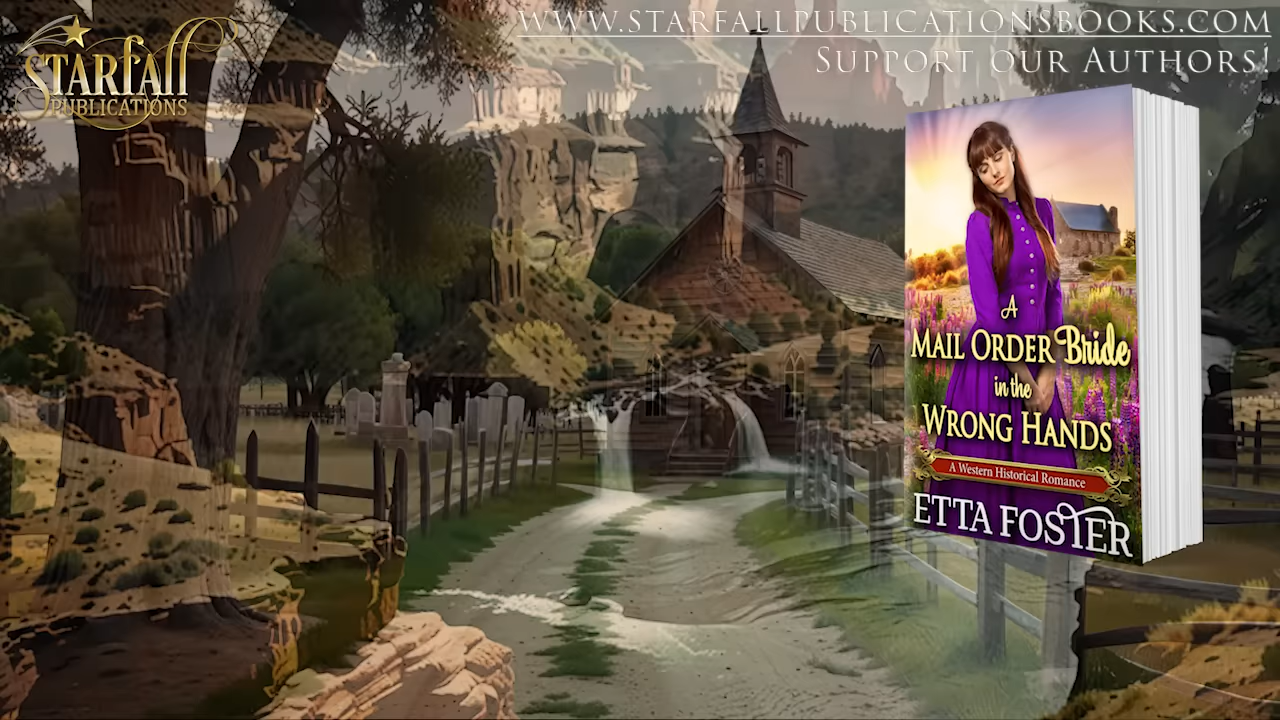 Starfall
PUBLICATIONS
WWW.STARFALLPUBLICATIONSBOOKS.COM
SUPPORT OUR AUTHORS!
A
MAIL ORDER Bride
in the
WRONG HANDS
A Western Historical Romance
ETTA FOSTER